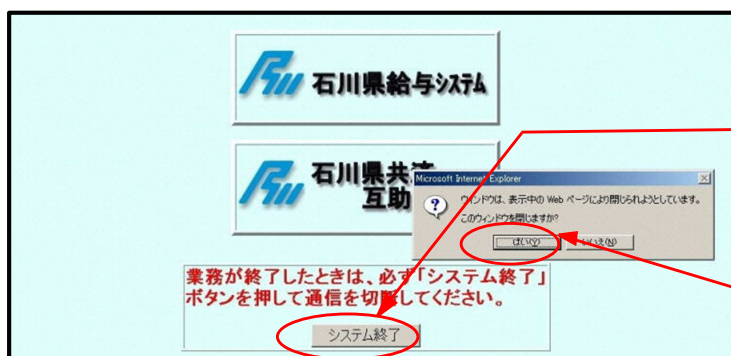 石川県給与システム
石川県共済
互助
Microsoft Internet Explorer
ウィンドウは、表示中の Web ページにより閉じられようとしています。
このウィンドウを閉じますか?
はい(Y)
いいえ(N)
業務が終了したときは、必ず「システム終了」
ボタンを押して通信を切断してください。
システム終了